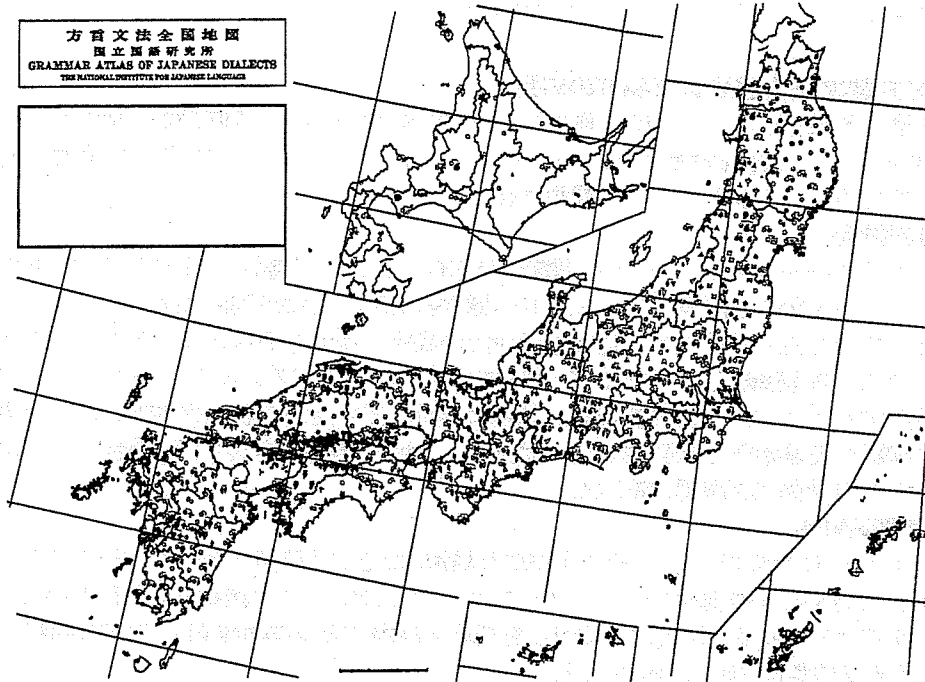 方言文法全国地図
国立国語研究所
GRAMMAR ATLAS OF JAPANESE DIALECTS
THE NATIONAL INSTITUTE FOR JAPANESE LANGUAGE